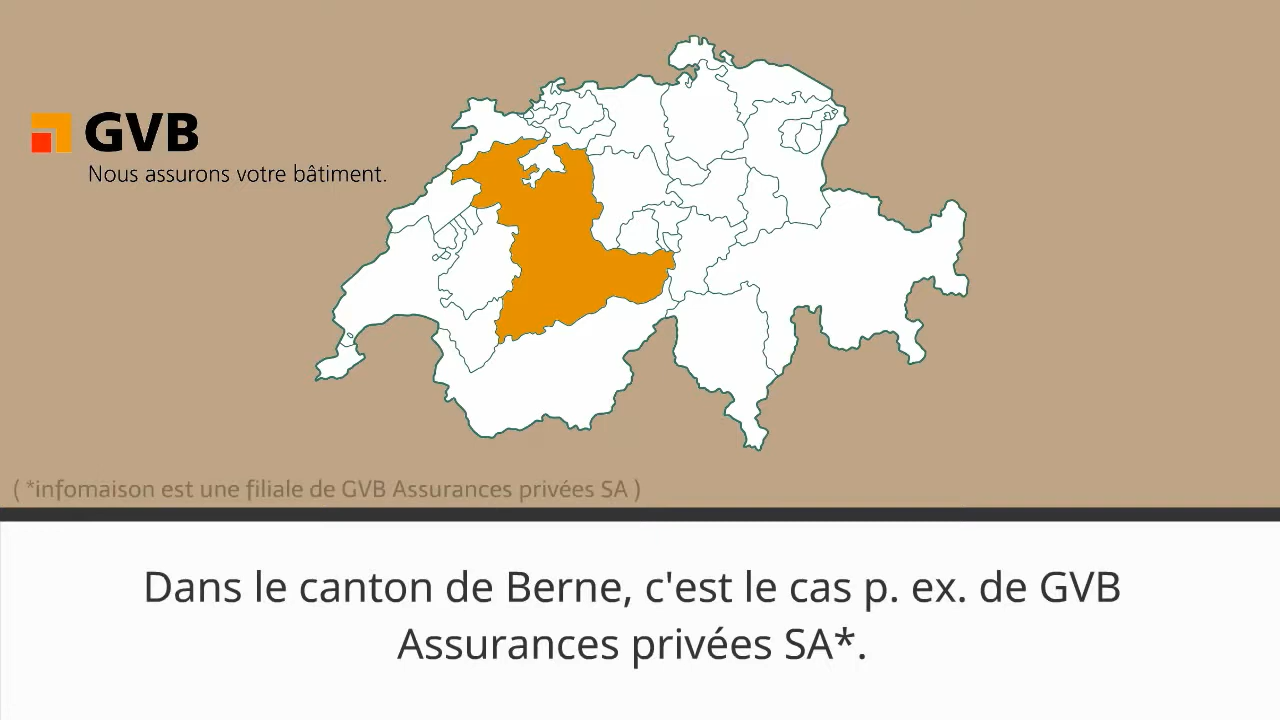 GVB
Nous assurons votre bâtiment.
( *infomaison est une filiale de GVB Assurances privées SA )
Dans le canton de Berne, c'est le cas p. ex. de GVB
Assurances privées SA*.